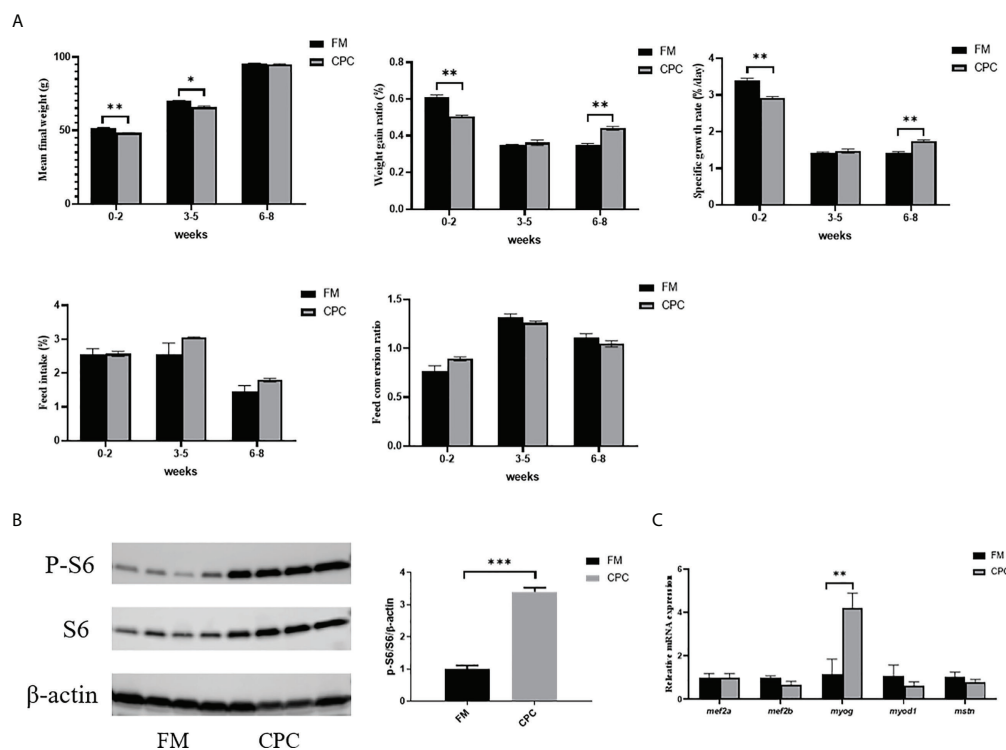 A
Mean final weight (g)
100
50
0
**
*
0-2
3-5
6-8
weeks
FM
CPC
Weight gain ratio (%)
0.8
0.6
0.4
0.2
0.0
**
**
0-2
3-5
6-8
weeks
FM
CPC
Specific growth rate (%/day)
4
3
2
1
0
**
**
0-2
3-5
6-8
weeks
FM
CPC
Feed intake (%)
4
3
2
1
0
0-2
3-5
6-8
weeks
FM
CPC
Feed com ersion ratio
1.5
1.0
0.5
0.0
0-2
3-5
6-8
weeks
FM
CPC
B
P-S6
S6
β-actin
FM CPC
p-S6/S6/β-actin
4
3
2
1
0
***
FM
CPC
FM
CPC
C
Releative mRNA expression
6
4
2
0
**
mef2a
mef2b
myog
myod1
mstn
FM
CPC